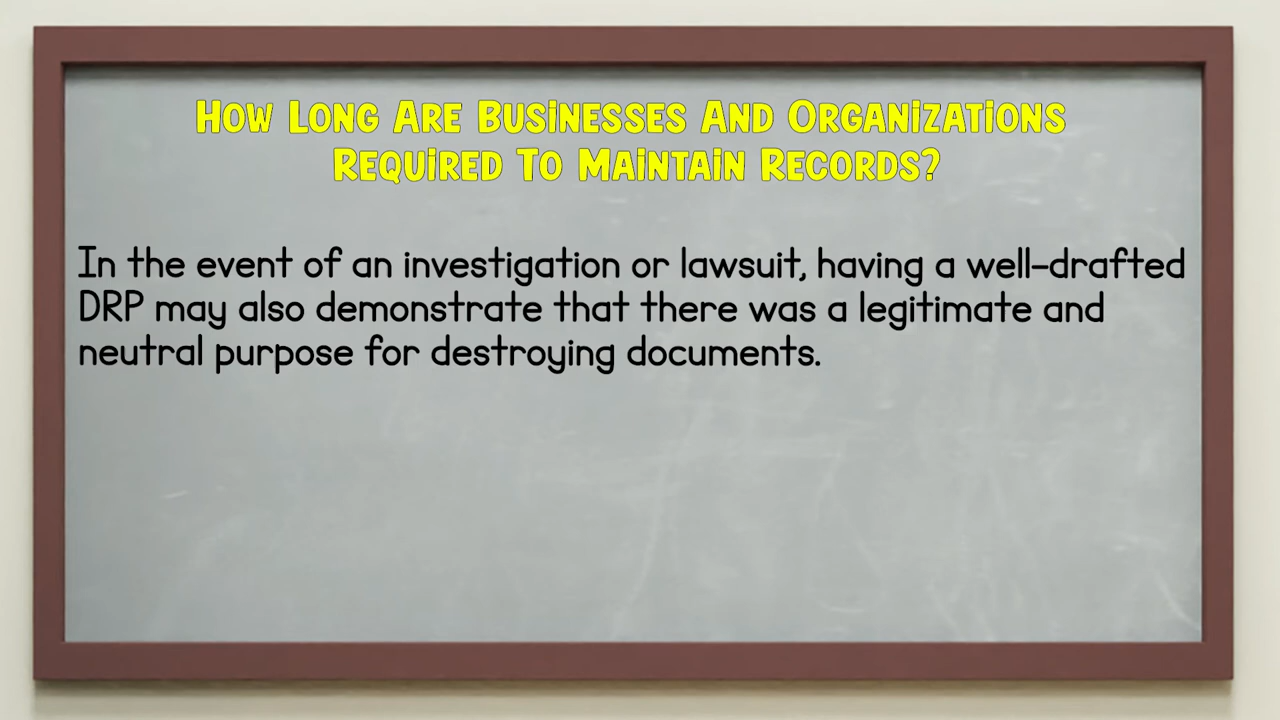 How Long Are Businesses And Organizations
Required To Maintain Records?
In the event of an investigation or lawsuit, having a well-drafted
DRP may also demonstrate that there was a legitimate and
neutral purpose for destroying documents.